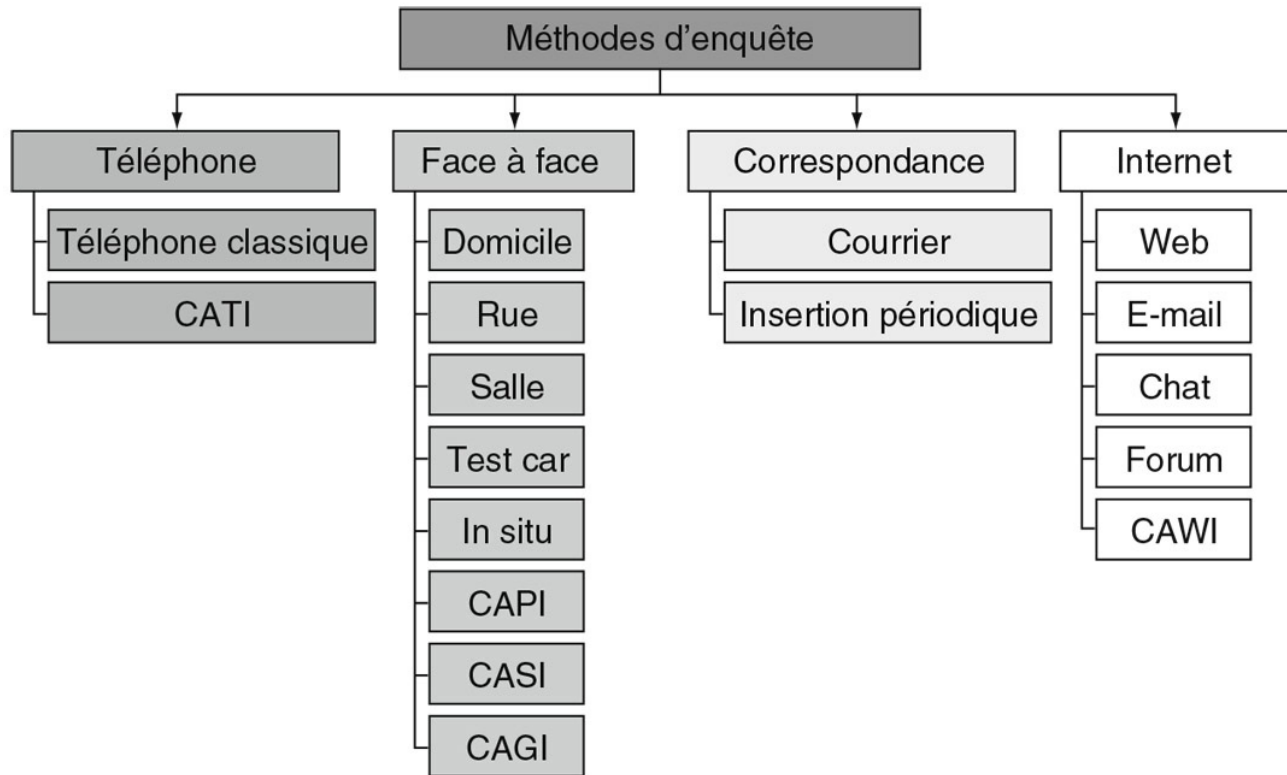 Méthodes d’enquête
Téléphone
Téléphone classique
CATI
Face à face
Domicile
Rue
Salle
Test car
In situ
CAPI
CASI
CAGI
Correspondance
Courrier
Insertion périodique
Internet
Web
E-mail
Chat
Forum
CAWI